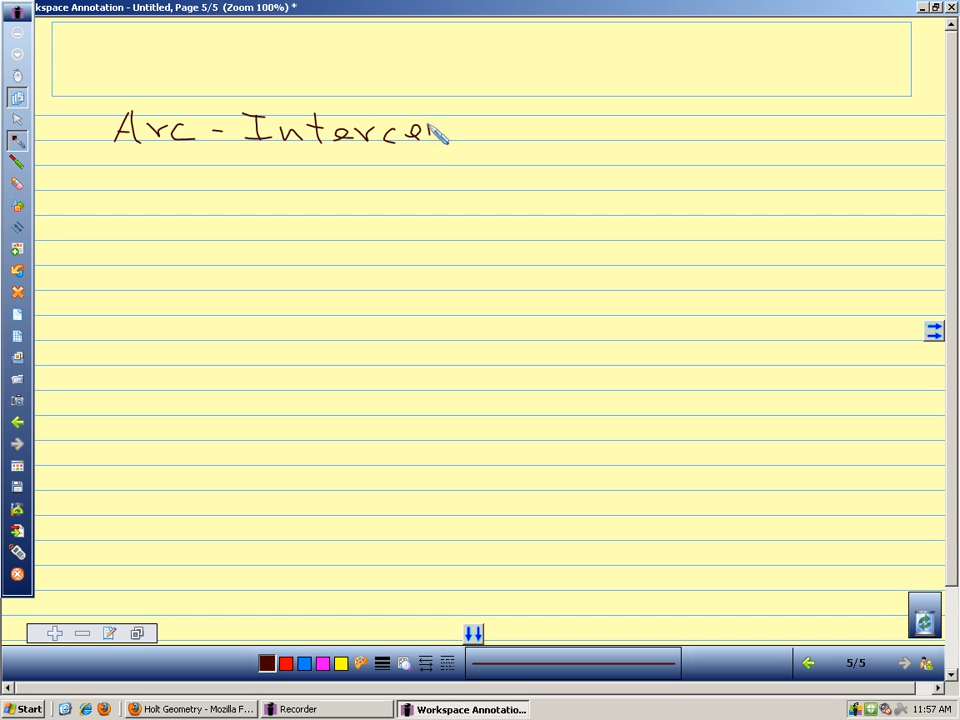 kspace Annotation - Untitled, Page 5/5 (Zoom 100%) *
Arc - Interce
5/5
Start
Holt Geometry - Mozilla F...
Recorder
Workspace Annotatio...
11:57 AM